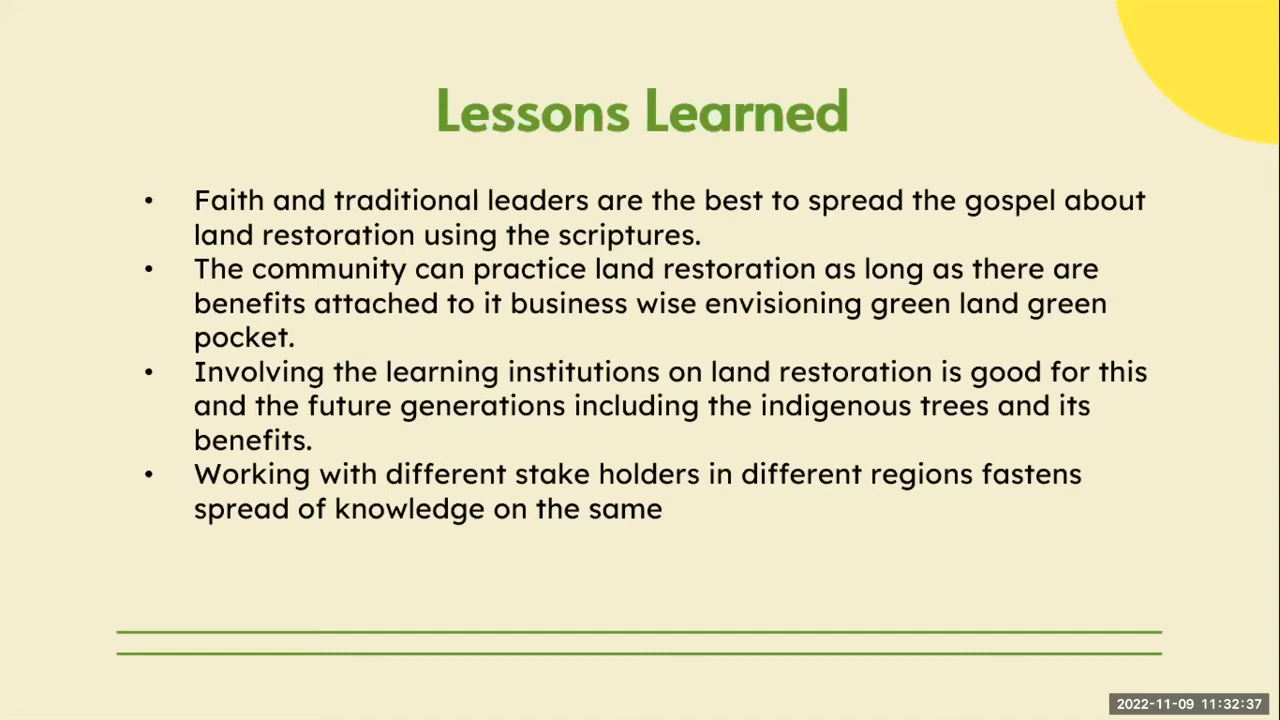 Lessons Learned
• Faith and traditional leaders are the best to spread the gospel about
land restoration using the scriptures.
• The community can practice land restoration as long as there are
benefits attached to it business wise envisioning green land green
pocket.
• Involving the learning institutions on land restoration is good for this
and the future generations including the indigenous trees and its
benefits.
• Working with different stake holders in different regions fastens
spread of knowledge on the same
2022-11-09 11:32:37